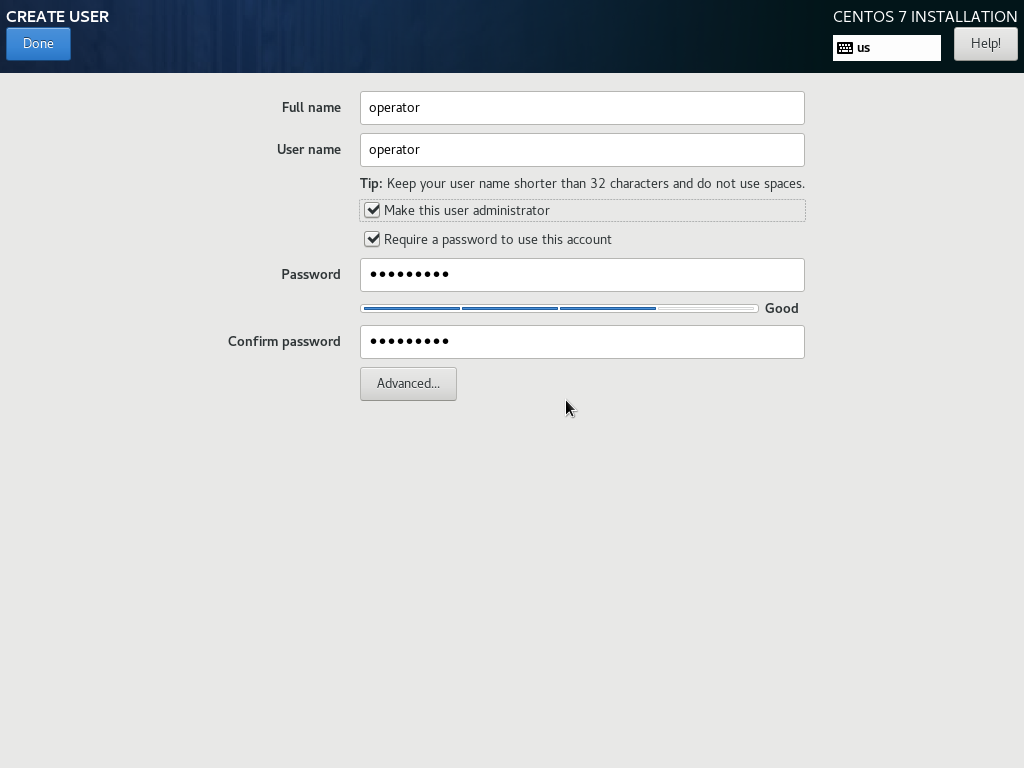 CREATE USER
CENTOS 7 INSTALLATION
Done
us
Help!
Full name
operator
User name
operator
Tip: Keep your user name shorter than 32 characters and do not use spaces.
Make this user administrator
Require a password to use this account
Password
●●●●●●●●●
Good
Confirm password
●●●●●●●●●
Advanced...